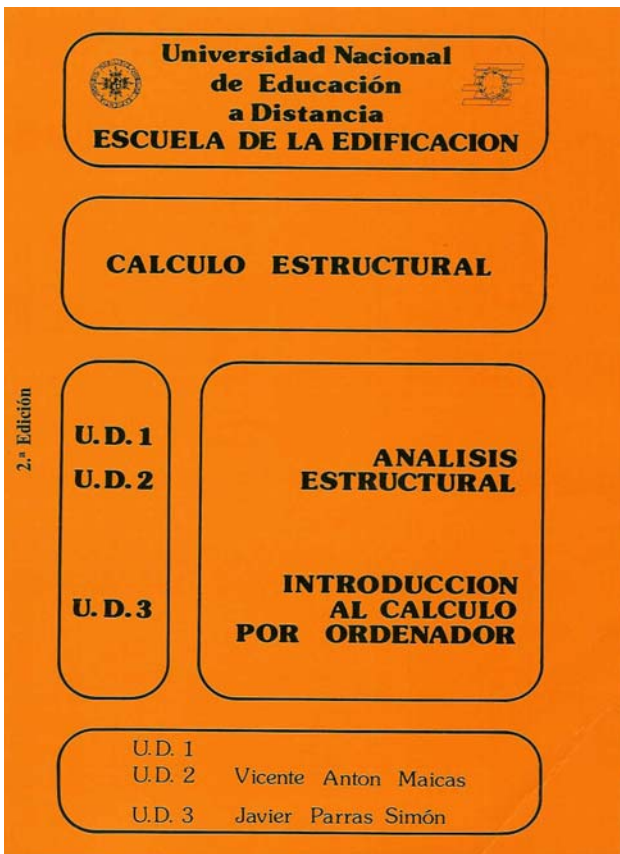 Universidad Nacional
de Educación
a Distancia
ESCUELA DE LA EDIFICACION
CALCULO ESTRUCTURAL
2.ª Edición
U.D.1
U.D.2
U.D.3
ANALISIS
ESTRUCTURAL
INTRODUCCION
AL CALCULO
POR ORDENADOR
U.D. 1
U.D. 2 Vicente Anton Maicas
U.D. 3 Javier Parras Simón